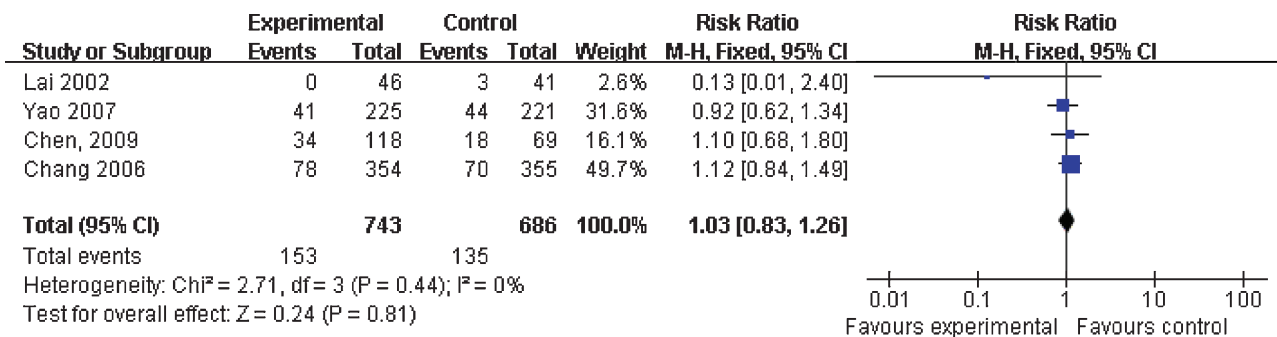 Experimental Control Risk Ratio Risk Ratio
Study or Subgroup Events Total Events Total Weight M-H, Fixed, 95% CI M-H, Fixed, 95% CI
Lai 2002 0 46 3 41 2.6% 0.13 [0.01, 2.40]
Yao 2007 41 225 44 221 31.6% 0.92 [0.62, 1.34]
Chen, 2009 34 118 18 69 16.1% 1.10 [0.68, 1.80]
Chang 2006 78 354 70 355 49.7% 1.12 [0.84, 1.49]
Total (95% CI) 743 686 100.0% 1.03 [0.83, 1.26]
Total events 153 135
Heterogeneity: Chi² = 2.71, df = 3 (P = 0.44); I² = 0%
Test for overall effect: Z = 0.24 (P = 0.81)
0.01 0.1 1 10 100
Favours experimental Favours control